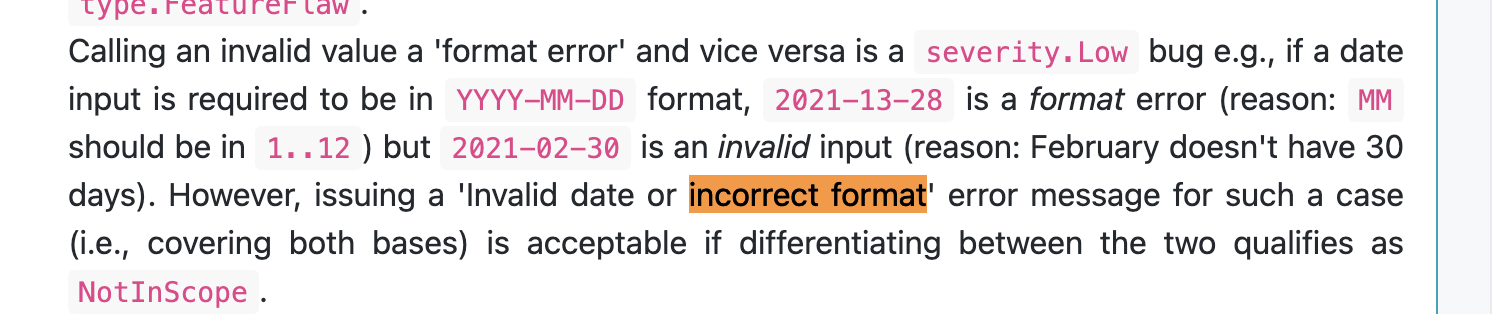 type.FeatureFlaw.
Calling an invalid value a 'format error' and vice versa is a severity.Low bug e.g., if a date
input is required to be in YYYY-MM-DD format, 2021-13-28 is a format error (reason: MM
should be in 1..12 ) but 2021-02-30 is an invalid input (reason: February doesn't have 30
days). However, issuing a 'Invalid date or incorrect format' error message for such a case
(i.e., covering both bases) is acceptable if differentiating between the two qualifies as
NotInScope .